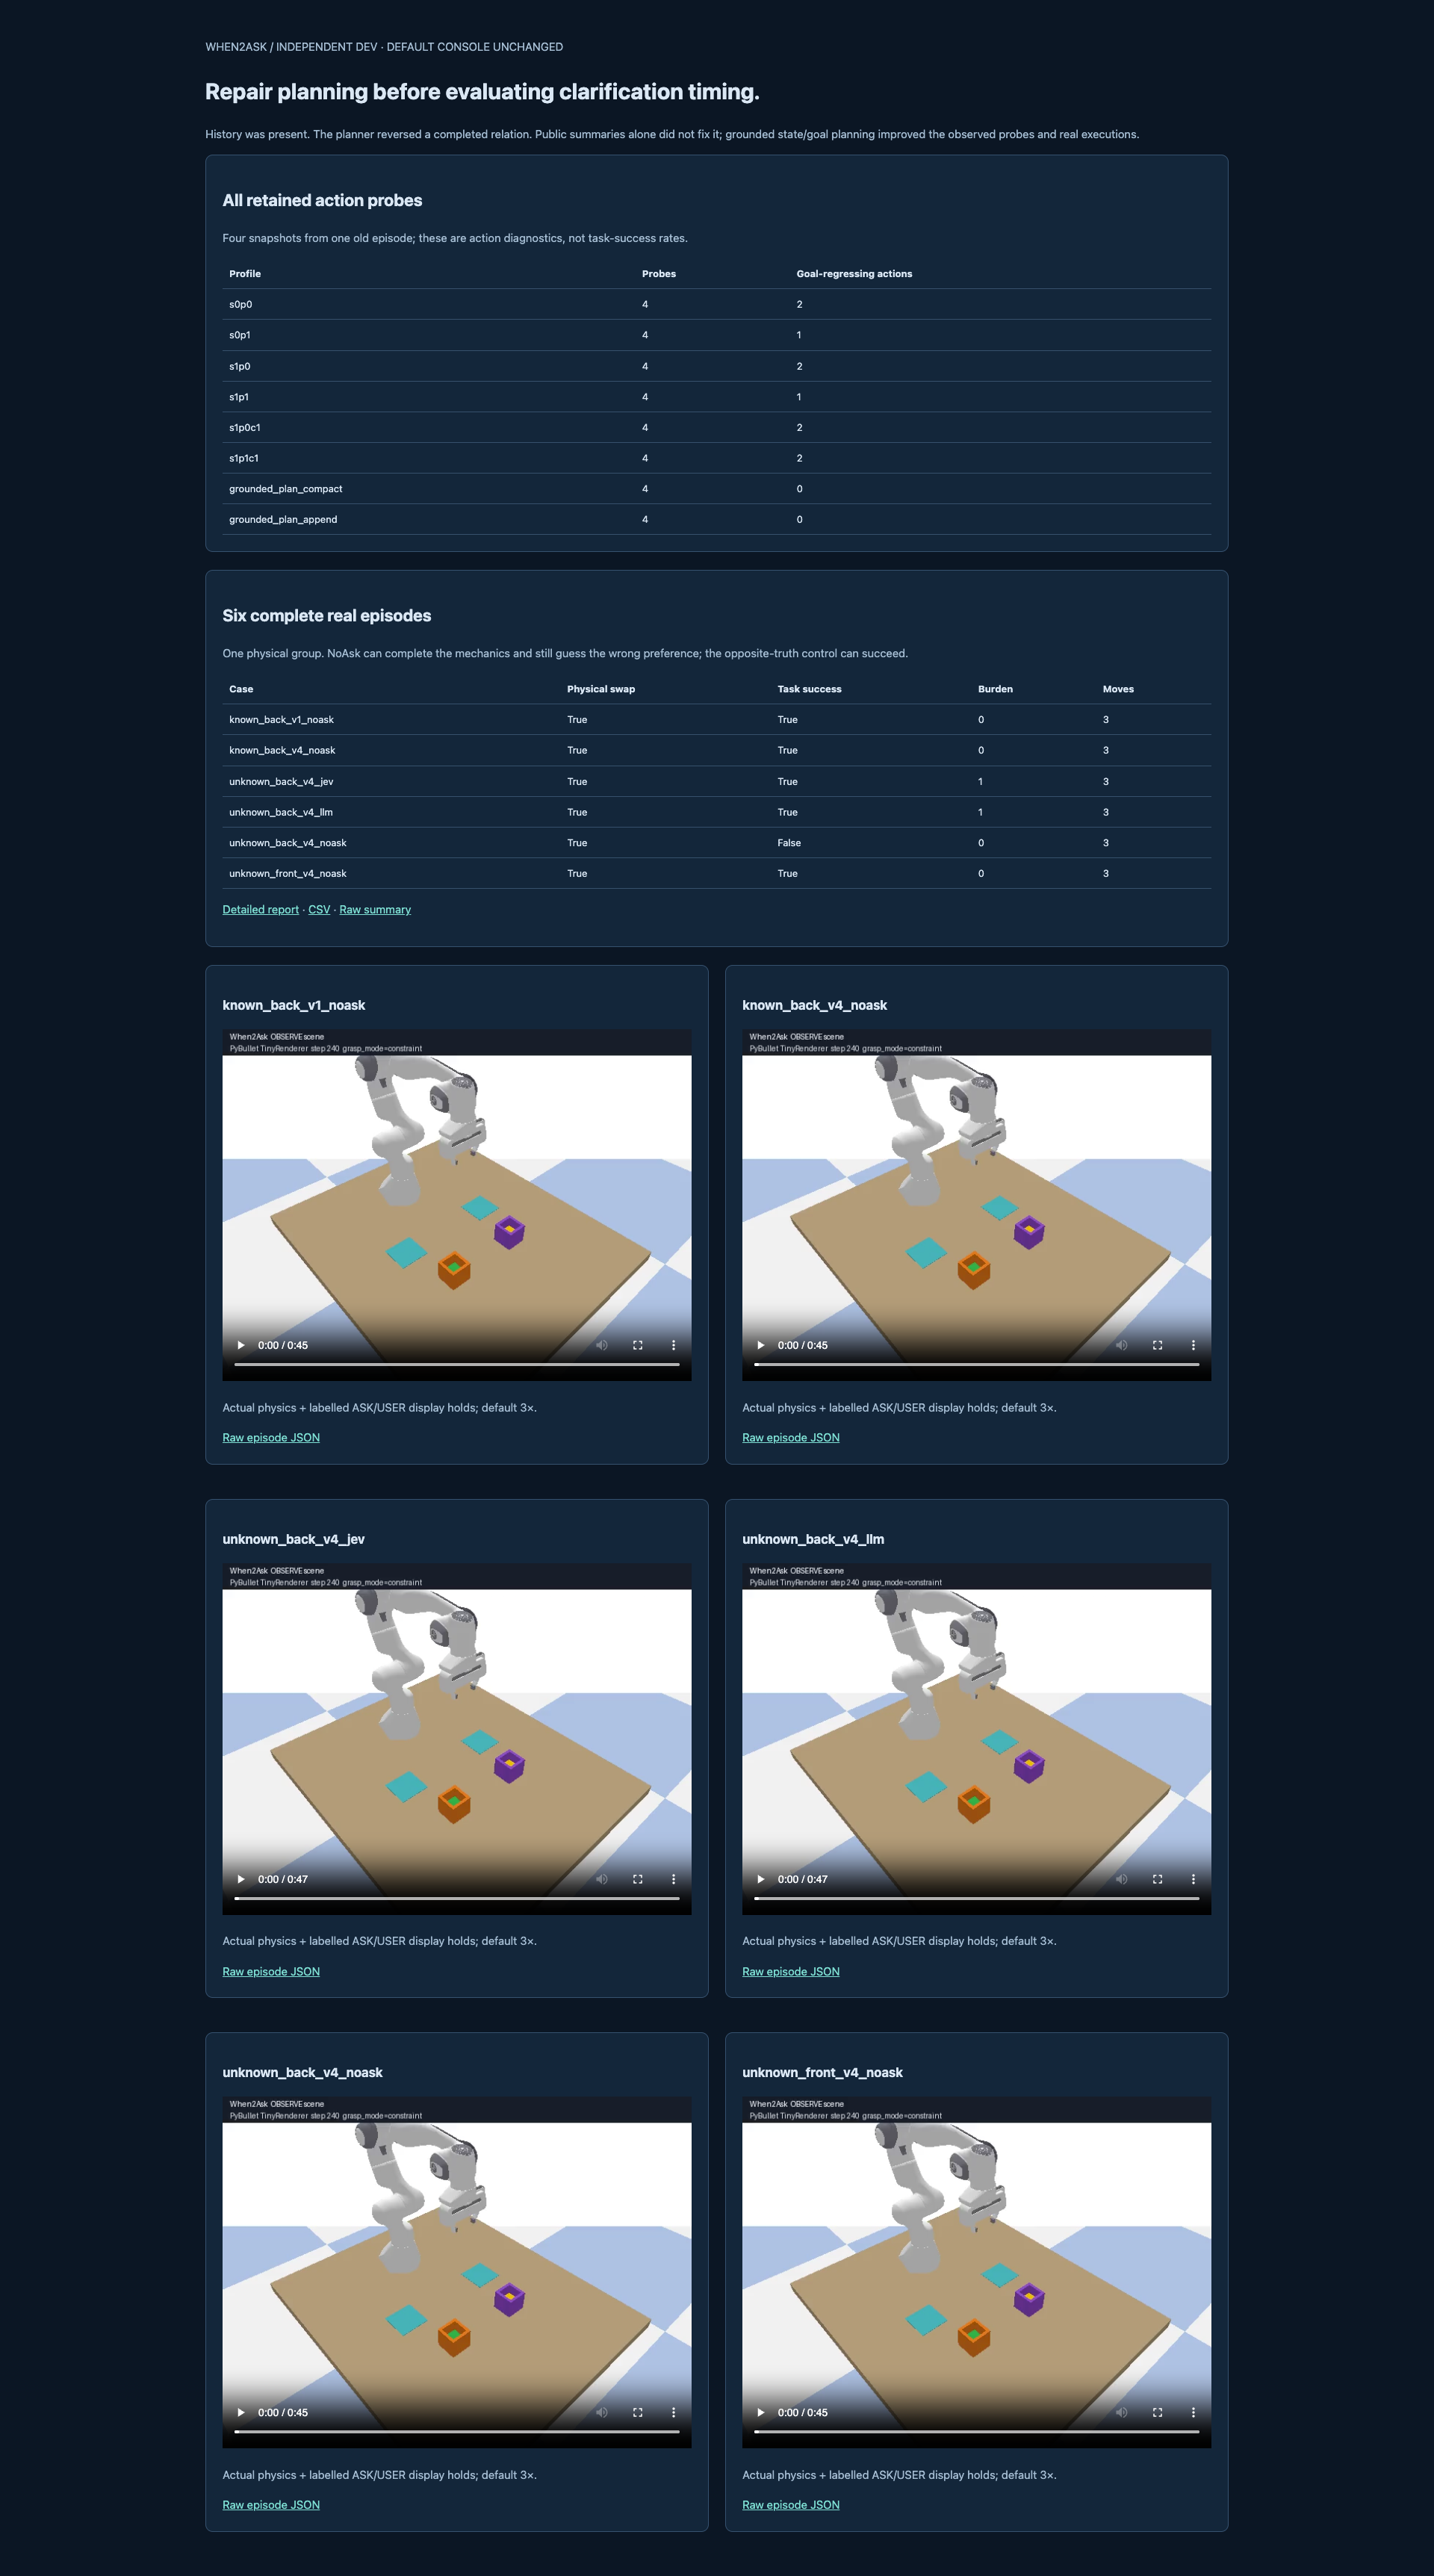 WHEN2ASK / INDEPENDENT DEV · DEFAULT CONSOLE UNCHANGED
Repair planning before evaluating clarification timing.
History was present. The planner reversed a completed relation. Public summaries alone did not fix it; grounded state/goal planning improved the observed probes and real executions.
All retained action probes
Four snapshots from one old episode; these are action diagnostics, not task-success rates.
Profile Probes Goal-regressing actions
s0p0 4 2
s0p1 4 1
s1p0 4 2
s1p1 4 1
s1p0c1 4 2
s1p1c1 4 2
grounded_plan_compact 4 0
grounded_plan_append 4 0
Six complete real episodes
One physical group. NoAsk can complete the mechanics and still guess the wrong preference; the opposite-truth control can succeed.
Case Physical swap Task success Burden Moves
known_back_v1_noask True True 0 3
known_back_v4_noask True True 0 3
unknown_back_v4_jev True True 1 3
unknown_back_v4_llm True True 1 3
unknown_back_v4_noask True False 0 3
unknown_front_v4_noask True True 0 3
Detailed report · CSV · Raw summary
known_back_v1_noask
When2Ask OBSERVE scene
PyBullet TinyRenderer step 240 grasp_mode=constraint
0:00 / 0:45
Actual physics + labelled ASK/USER display holds; default 3×.
Raw episode JSON
known_back_v4_noask
When2Ask OBSERVE scene
PyBullet TinyRenderer step 240 grasp_mode=constraint
0:00 / 0:45
Actual physics + labelled ASK/USER display holds; default 3×.
Raw episode JSON
unknown_back_v4_jev
When2Ask OBSERVE scene
PyBullet TinyRenderer step 240 grasp_mode=constraint
0:00 / 0:47
Actual physics + labelled ASK/USER display holds; default 3×.
Raw episode JSON
unknown_back_v4_llm
When2Ask OBSERVE scene
PyBullet TinyRenderer step 240 grasp_mode=constraint
0:00 / 0:47
Actual physics + labelled ASK/USER display holds; default 3×.
Raw episode JSON
unknown_back_v4_noask
When2Ask OBSERVE scene
PyBullet TinyRenderer step 240 grasp_mode=constraint
0:00 / 0:45
Actual physics + labelled ASK/USER display holds; default 3×.
Raw episode JSON
unknown_front_v4_noask
When2Ask OBSERVE scene
PyBullet TinyRenderer step 240 grasp_mode=constraint
0:00 / 0:45
Actual physics + labelled ASK/USER display holds; default 3×.
Raw episode JSON